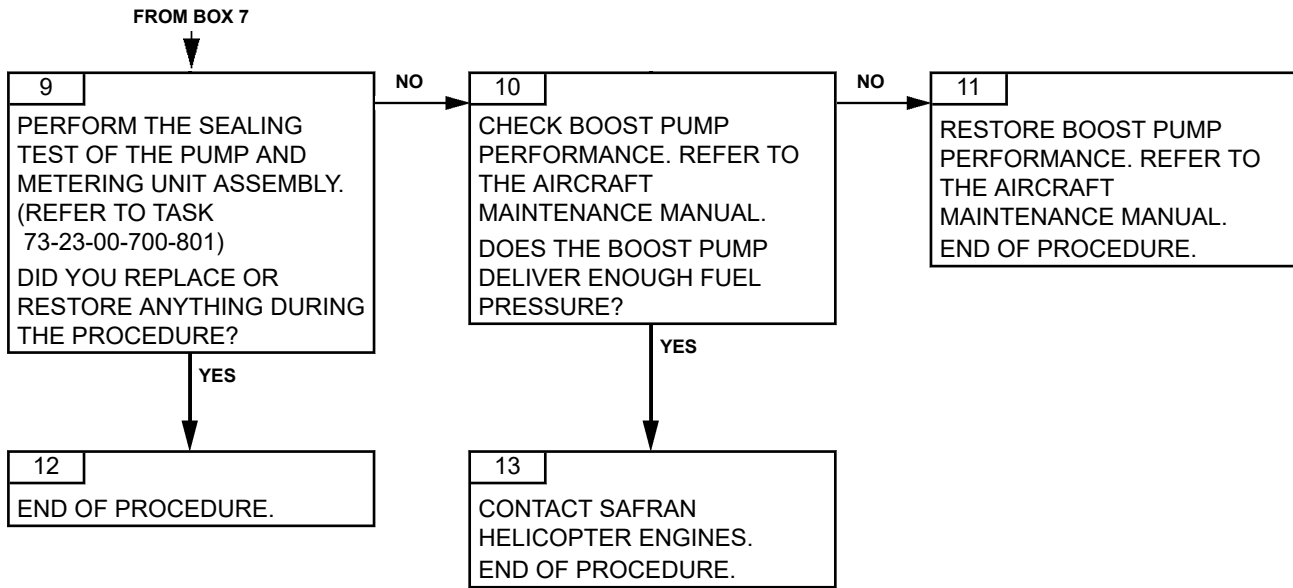 FROM BOX 7
9
PERFORM THE SEALING
TEST OF THE PUMP AND
METERING UNIT ASSEMBLY.
(REFER TO TASK
73-23-00-700-801)
DID YOU REPLACE OR
RESTORE ANYTHING DURING
THE PROCEDURE?
NO
10
CHECK BOOST PUMP
PERFORMANCE. REFER TO
THE AIRCRAFT
MAINTENANCE MANUAL.
DOES THE BOOST PUMP
DELIVER ENOUGH FUEL
PRESSURE?
NO
11
RESTORE BOOST PUMP
PERFORMANCE. REFER TO
THE AIRCRAFT
MAINTENANCE MANUAL.
END OF PROCEDURE.
YES
12
END OF PROCEDURE.
YES
13
CONTACT SAFRAN
HELICOPTER ENGINES.
END OF PROCEDURE.